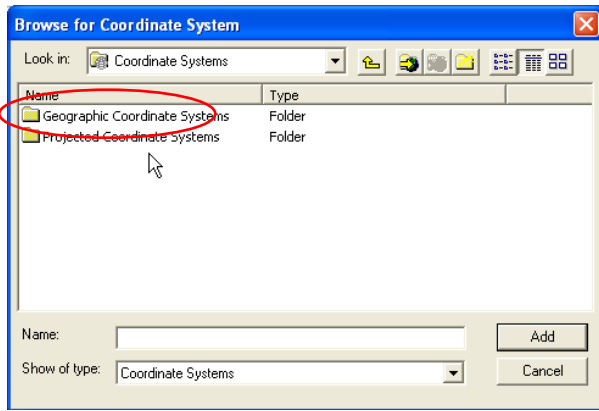 Browse for Coordinate System
Look in: Coordinate Systems
Name Type
Geographic Coordinate Systems Folder
Projected Coordinate Systems Folder
Name: Add
Show of type: Coordinate Systems Cancel